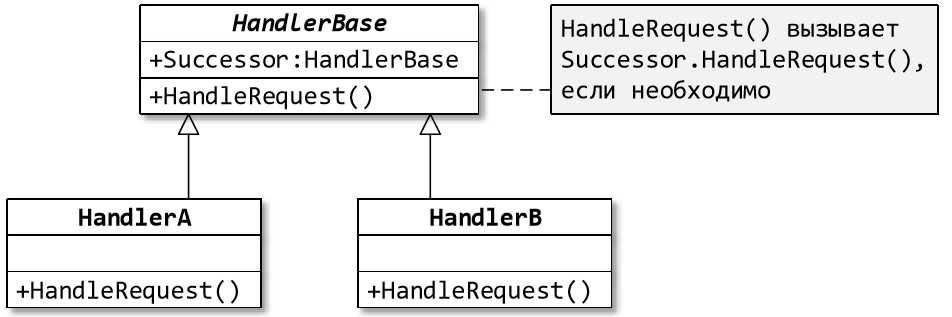 HandlerBase
+Successor:HandlerBase
+HandleRequest()
HandleRequest() вызывает
Successor.HandleRequest(),
если необходимо
HandlerA
+HandleRequest()
HandlerB
+HandleRequest()